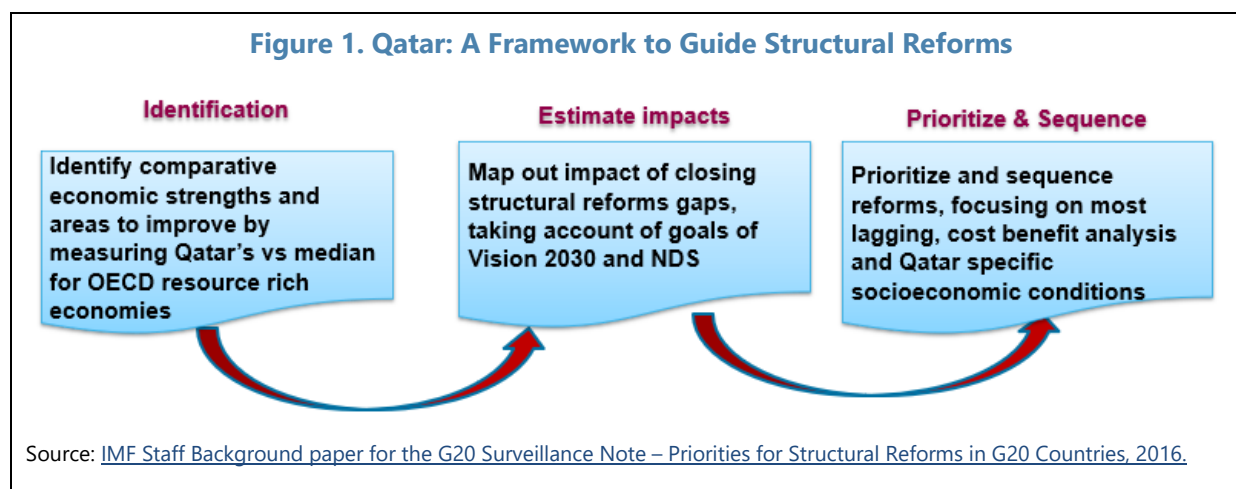 Figure 1. Qatar: A Framework to Guide Structural Reforms
Identification
Identify comparative
economic strengths and
areas to improve by
measuring Qatar's vs median
for OECD resource rich
economies
Estimate impacts
Map out impact of closing
structural reforms gaps,
taking account of goals of
Vision 2030 and NDS
Prioritize & Sequence
Prioritize and sequence
reforms, focusing on most
lagging, cost benefit analysis
and Qatar specific
socioeconomic conditions
Source: IMF Staff Background paper for the G20 Surveillance Note – Priorities for Structural Reforms in G20 Countries, 2016.